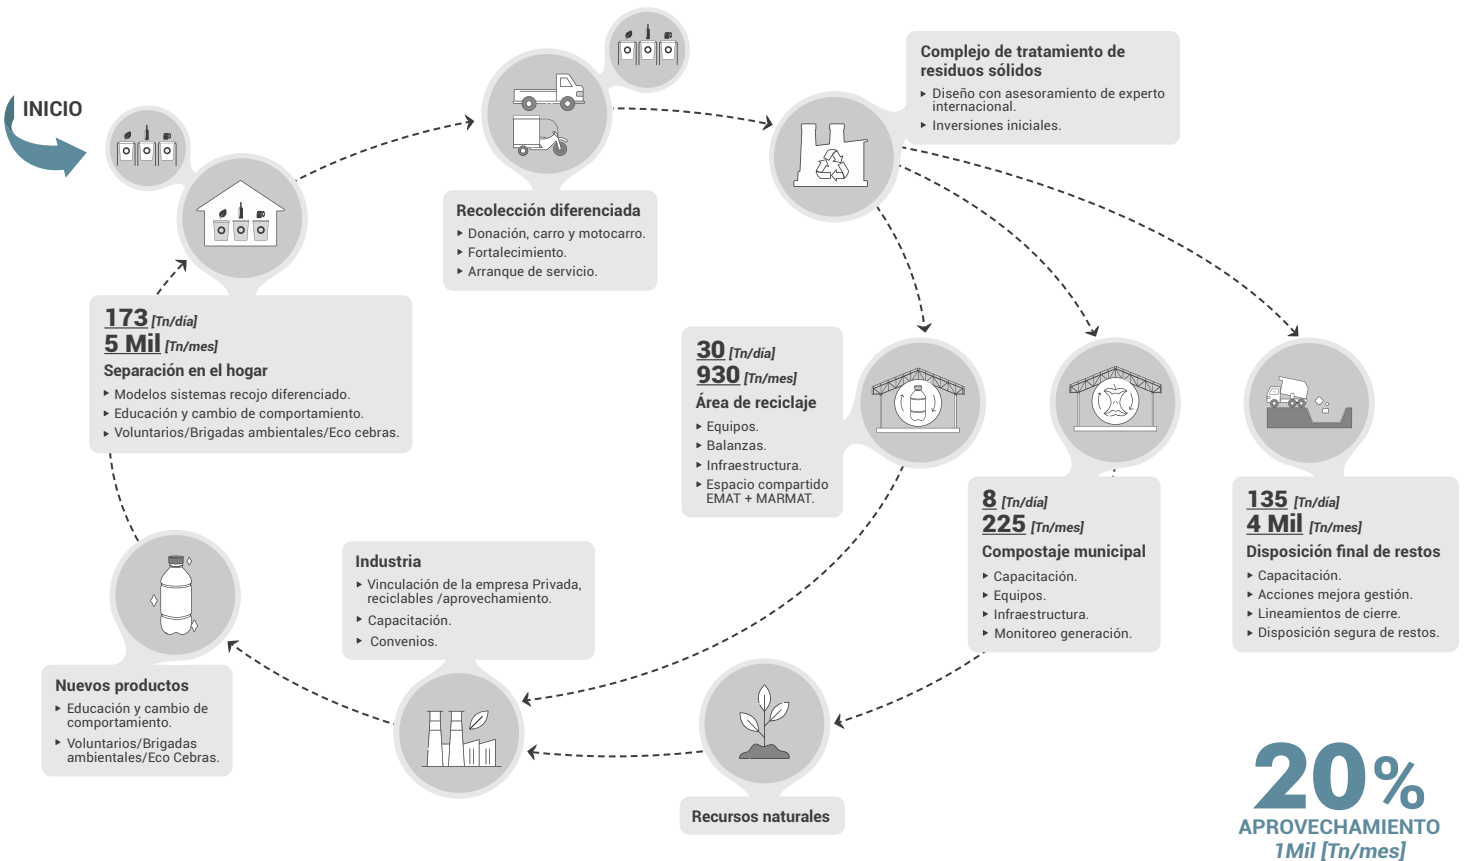 INICIO
173 [Tn/día]
5 Mil [Tn/mes]
Separación en el hogar
Modelos sistemas recojo diferenciado.
Educación y cambio de comportamiento.
Voluntarios/Brigadas ambientales/Eco cebras.
Recolección diferenciada
Donación, carro y motocarro.
Fortalecimiento.
Arranque de servicio.
Complejo de tratamiento de
residuos sólidos
Diseño con asesoramiento de experto
internacional.
Inversiones iniciales.
30 [Tn/día]
930 [Tn/mes]
Área de reciclaje
Equipos.
Balanzas.
Infraestructura.
Espacio compartido
EMAT + MARMAT.
8 [Tn/día]
225 [Tn/mes]
Compostaje municipal
Capacitación.
Equipos.
Infraestructura.
Monitoreo generación.
135 [Tn/día]
4 Mil [Tn/mes]
Disposición final de restos
Capacitación.
Acciones mejora gestión.
Lineamientos de cierre.
Disposición segura de restos.
Recursos naturales
Industria
Vinculación de la empresa Privada,
reciclables /aprovechamiento.
Capacitación.
Convenios.
Nuevos productos
Educación y cambio de
comportamiento.
Voluntarios/Brigadas
ambientales/Eco Cebras.
20%
APROVECHAMIENTO
1Mil [Tn/mes]